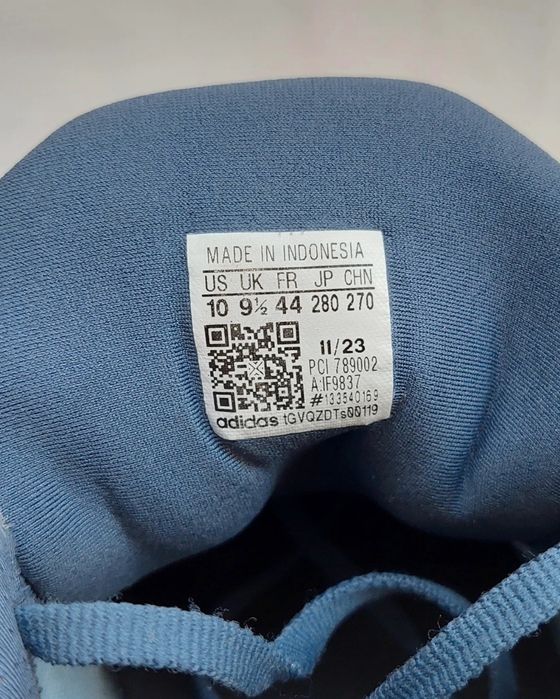 MADE IN INDONESIA
US UK FR JP CHN
10 9½ 44 280 270
11/23
PCI 789002
A:IF9837
#133540169
adidas tGVQZDTs00119